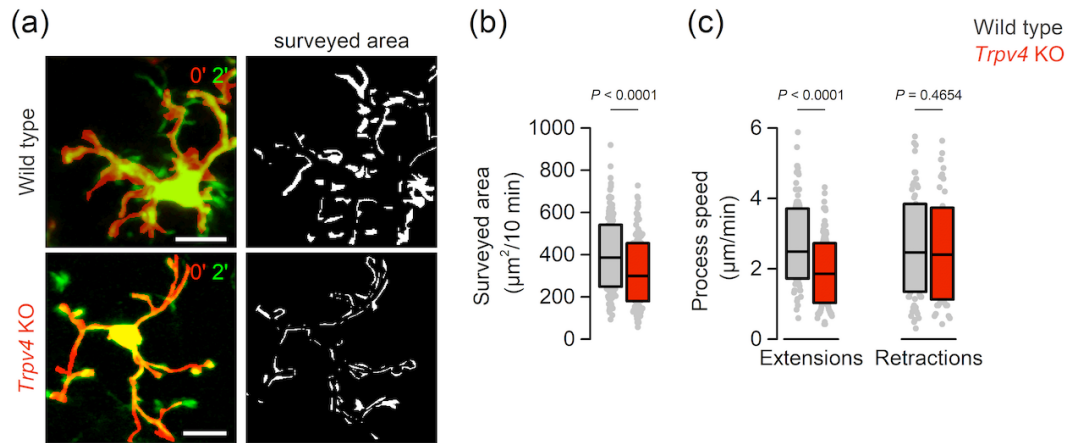 (a)
surveyed area
Wild type
0' 2'
Trpv4 KO
0' 2'
(b)
P < 0.0001
Surveyed area
(µm²/10 min)
1000
800
600
400
200
0
(c)
Wild type
Trpv4 KO
P < 0.0001
P = 0.4654
Process speed
(µm/min)
6
4
2
0
Extensions
Retractions